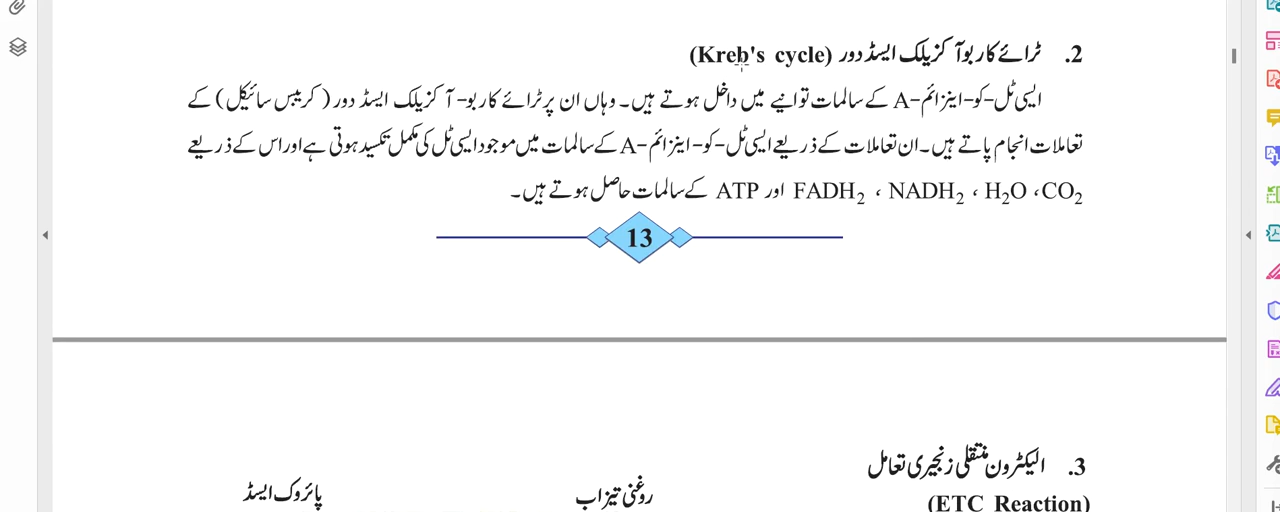 2. ٹرائے کاربوآکزیلک ایسڈ دور (Kreb's cycle)
ایسی ٹل-کو-اینزائم-A کے سالمات توانیے میں داخل ہوتے ہیں۔ وہاں ان پر ٹرائے کاربو-آکزیلک ایسڈ دور (کریبس سائیکل) کے
تعاملات انجام پاتے ہیں۔ ان تعاملات کے ذریعے ایسی ٹل-کو-اینزائم-A کے سالمات میں موجود ایسی ٹل کی مکمل تکسید ہوتی ہے اور اس کے ذریعے
CO₂، H₂O، NADH₂، FADH₂ اور ATP کے سالمات حاصل ہوتے ہیں۔
13
3. الیکٹرون منتقلی زنجیری تعامل
(ETC Reaction)
روغنی تیزاب
پائروک ایسڈ